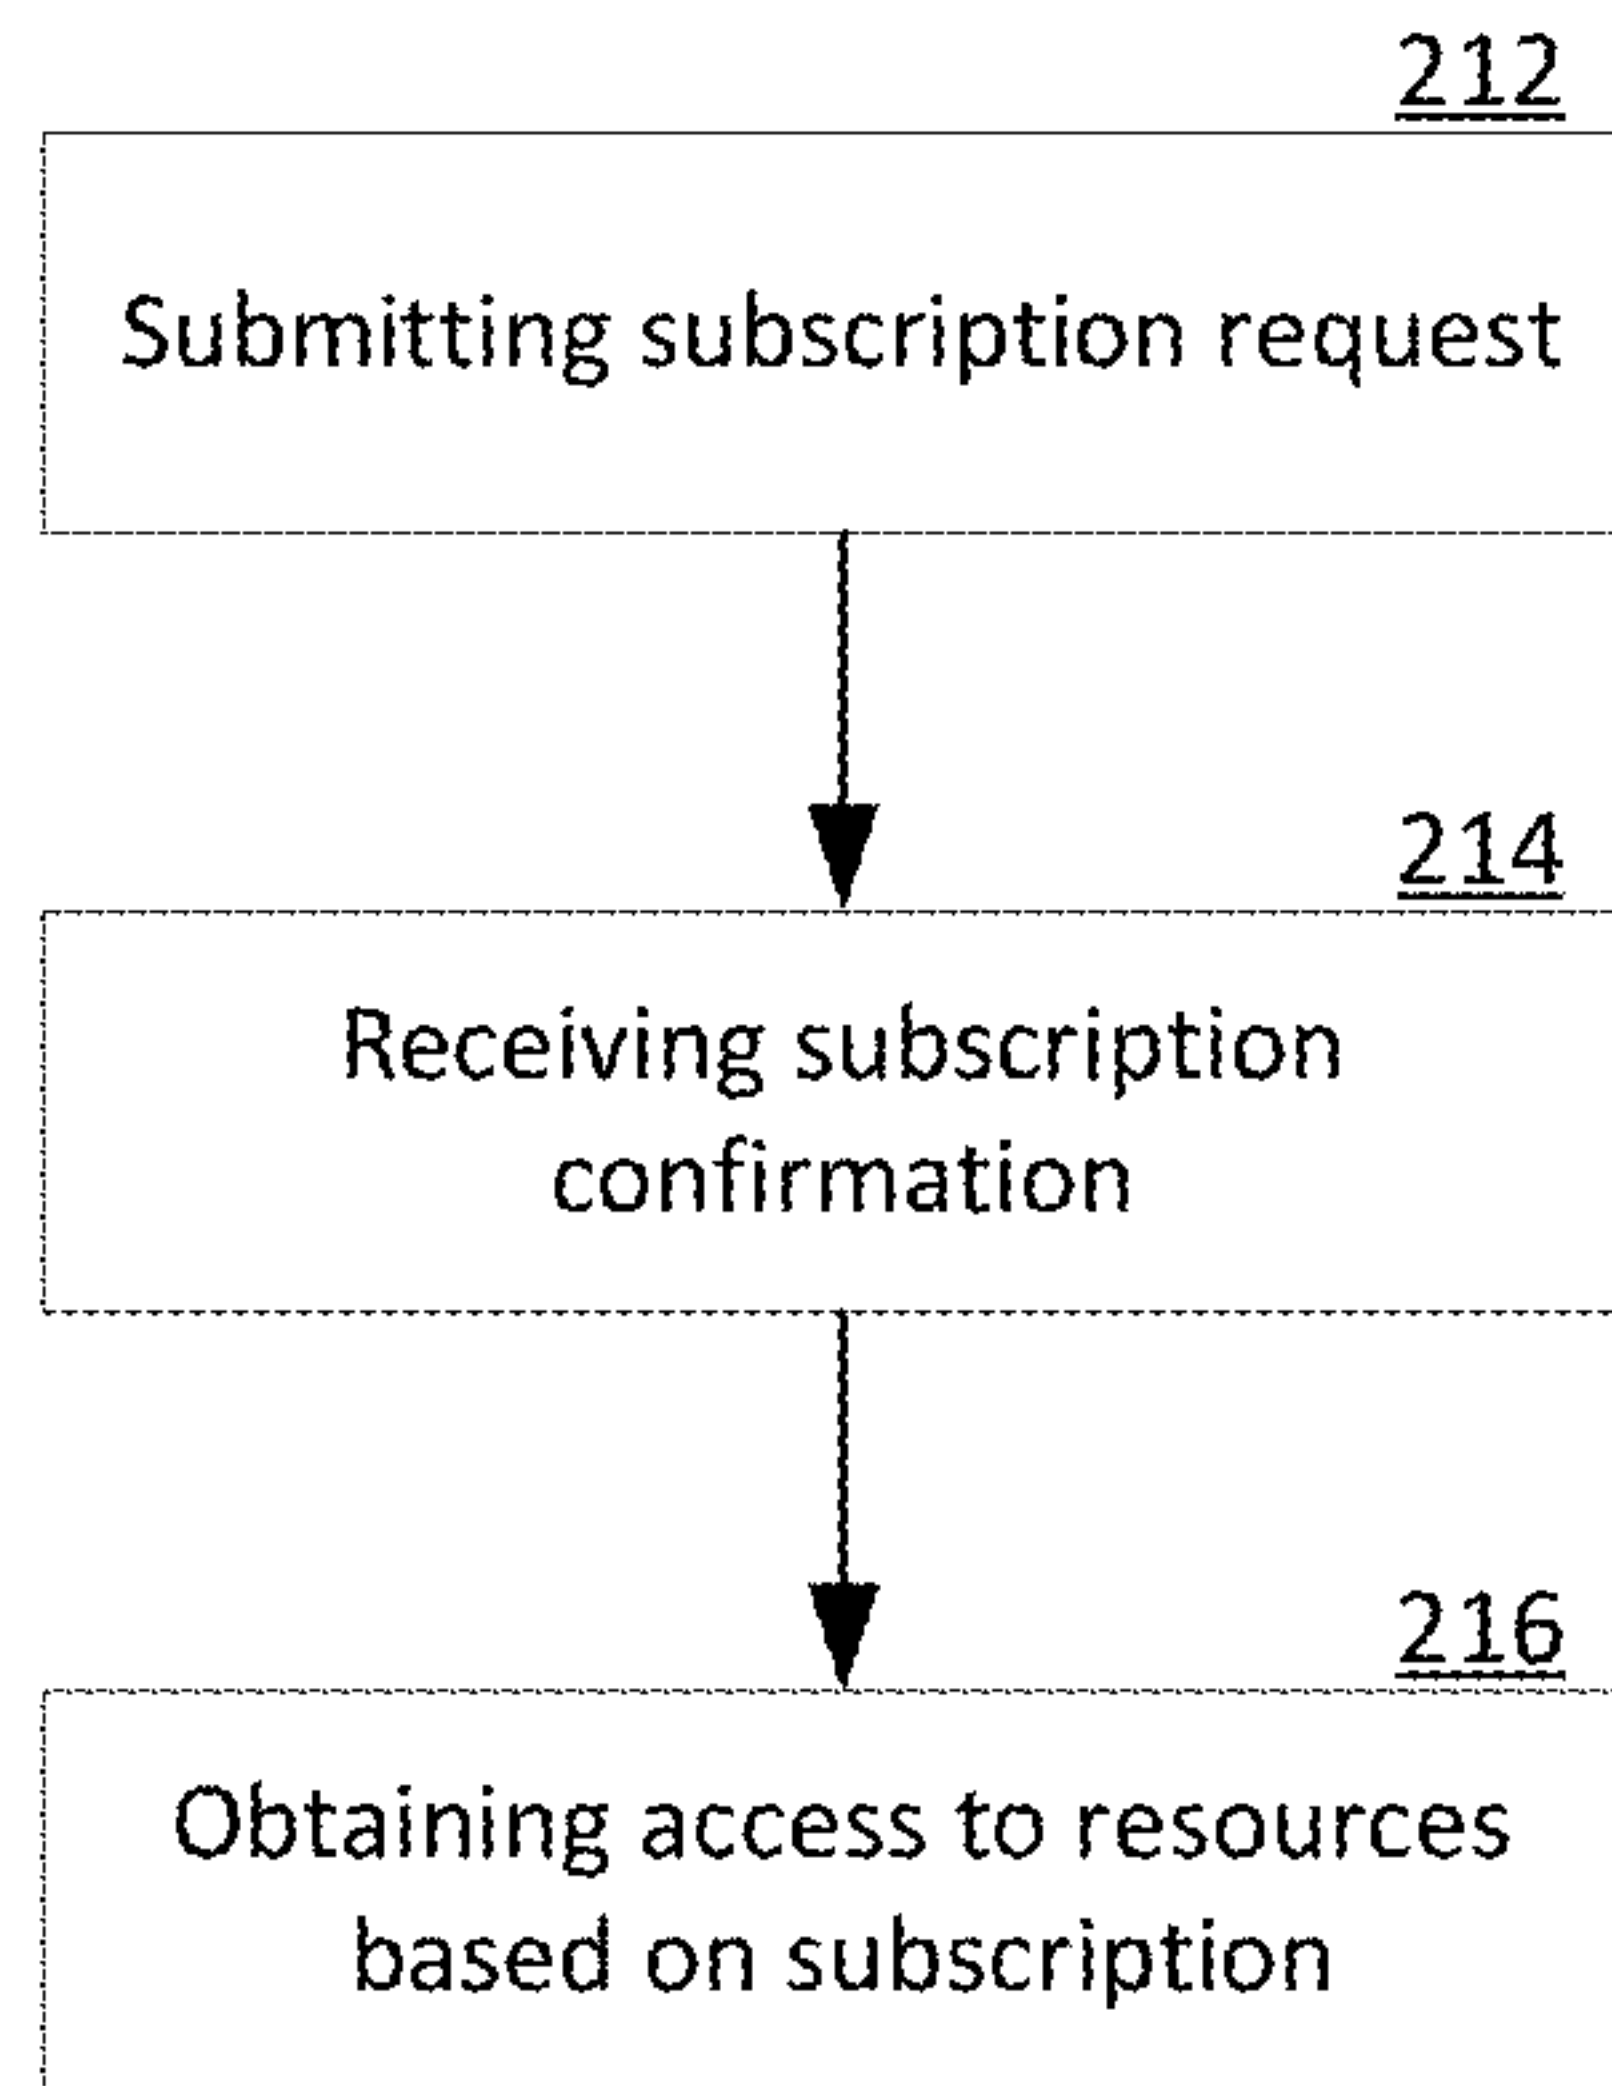 212
Submitting subscription request
214
Receiving subscription
confirmation
216
Obtaining access to resources
based on subscription